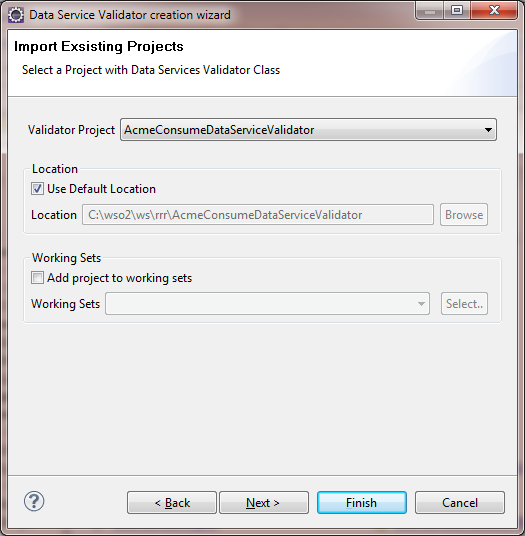 Data Service Validator creation wizard
Import Exsisting Projects
Select a Project with Data Services Validator Class
Validator Project AcmeConsumeDataServiceValidator
Location
Use Default Location
Location C:\wso2\ws\rrr\AcmeConsumeDataServiceValidator Browse
Working Sets
Add project to working sets
Working Sets Select..
? < Back Next > Finish Cancel